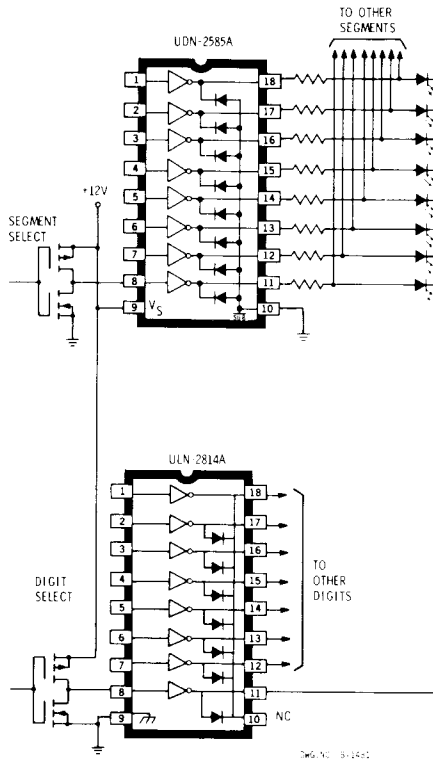 TO OTHER
SEGMENTS
UDN-2585A
1
18
2
17
3
16
4
15
5
14
6
13
7
12
8
11
9
VS
10
SUB
+12V
SEGMENT
SELECT
ULN-2814A
1
18
2
17
3
16
4
15
5
14
6
13
7
12
8
11
9
10
NC
TO
OTHER
DIGITS
DIGIT
SELECT